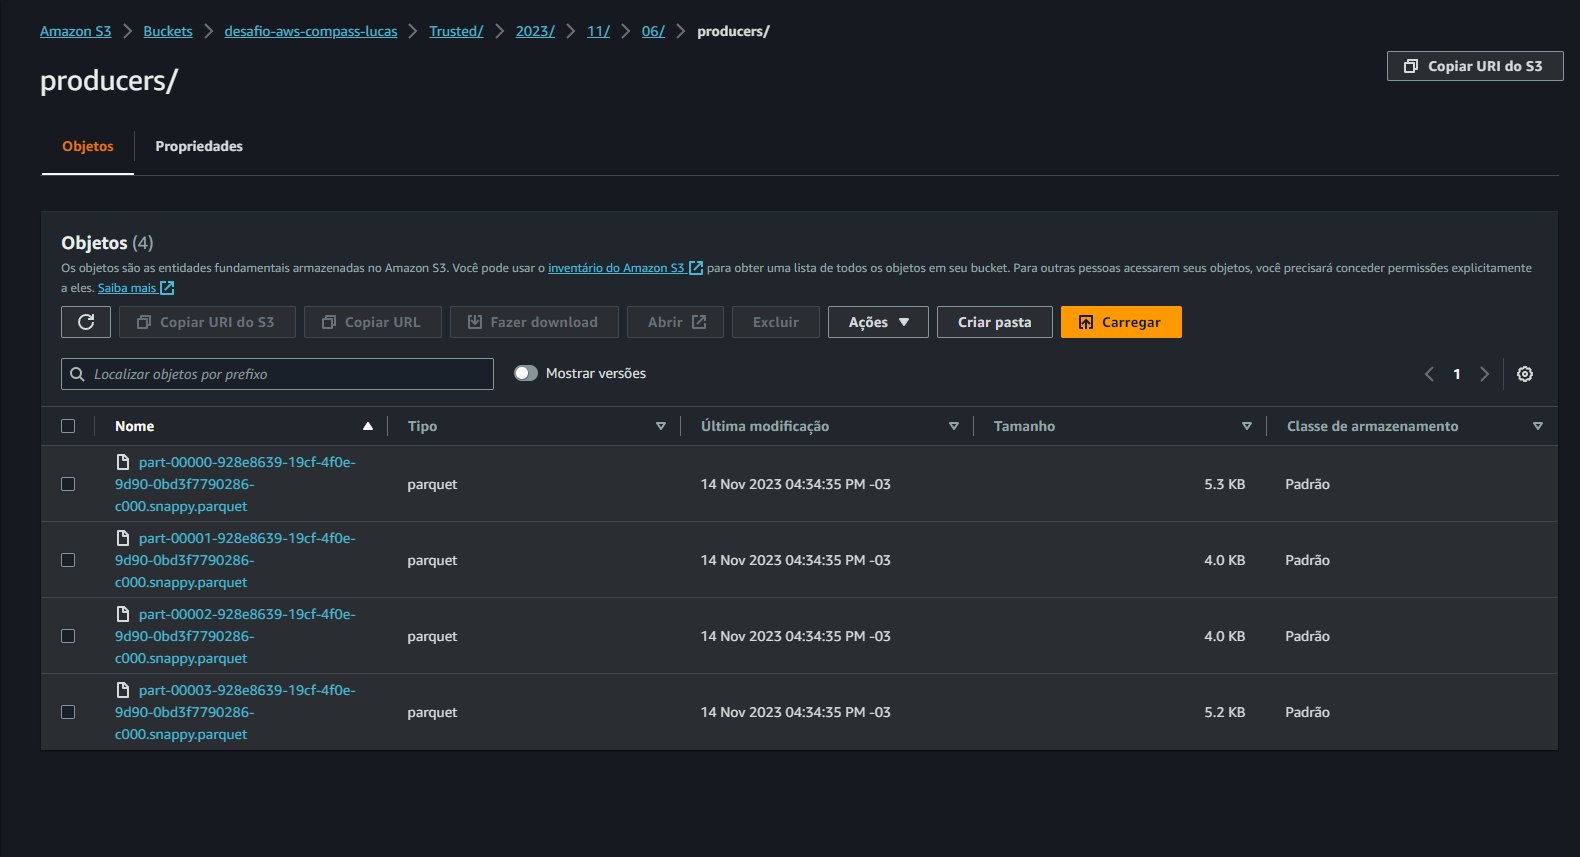 Amazon S3 > Buckets > desafio-aws-compass-lucas > Trusted/ > 2023/ > 11/ > 06/ > producers/
producers/
Copiar URI do S3
Objetos Propriedades
Objetos (4)
Os objetos são as entidades fundamentais armazenadas no Amazon S3. Você pode usar o inventário do Amazon S3 para obter uma lista de todos os objetos em seu bucket. Para outras pessoas acessarem seus objetos, você precisará conceder permissões explicitamente
a eles. Saiba mais
Copiar URI do S3 Copiar URL Fazer download Abrir Excluir Ações Criar pasta Carregar
Localizar objetos por prefixo Mostrar versões 1
Nome Tipo Última modificação Tamanho Classe de armazenamento
part-00000-928e8639-19cf-4f0e-
9d90-0bd3f7790286- parquet 14 Nov 2023 04:34:35 PM -03 5.3 KB Padrão
c000.snappy.parquet
part-00001-928e8639-19cf-4f0e-
9d90-0bd3f7790286- parquet 14 Nov 2023 04:34:35 PM -03 4.0 KB Padrão
c000.snappy.parquet
part-00002-928e8639-19cf-4f0e-
9d90-0bd3f7790286- parquet 14 Nov 2023 04:34:35 PM -03 4.0 KB Padrão
c000.snappy.parquet
part-00003-928e8639-19cf-4f0e-
9d90-0bd3f7790286- parquet 14 Nov 2023 04:34:35 PM -03 5.2 KB Padrão
c000.snappy.parquet